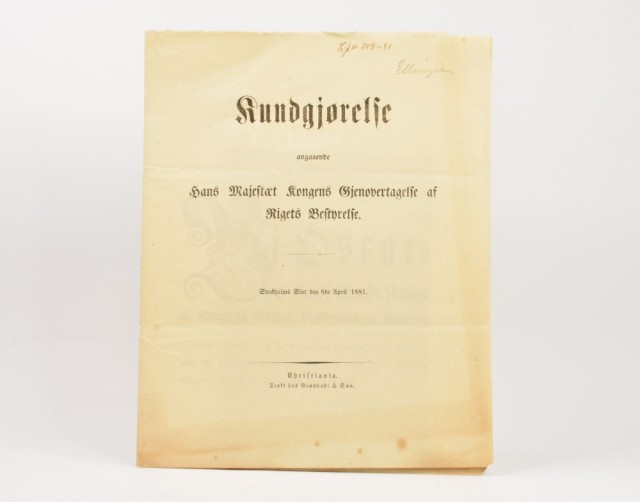 Kundgjørelse
angaaende
Hans Majestæt Kongens Gjenovertagelse af
Rigets Bestyrelse.
Stockholms Slot den 8de April 1881.
Christiania.
Trykt hos Grøndahl & Søn.